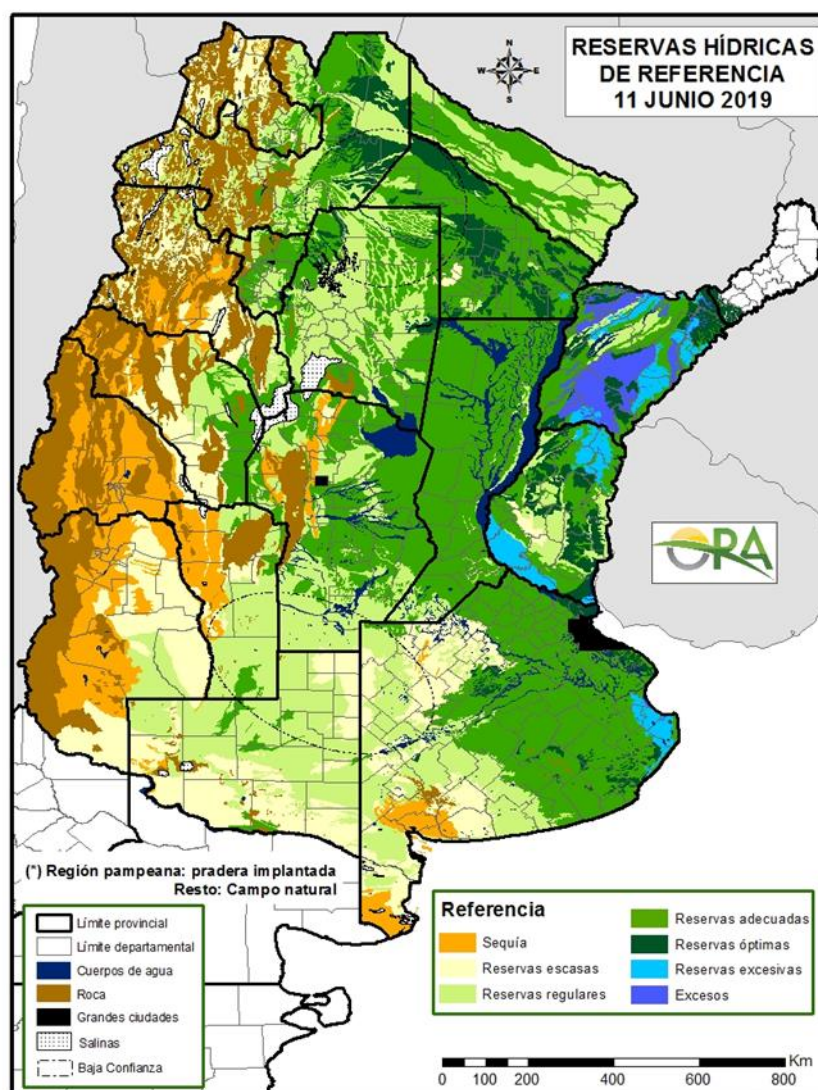 RESERVAS HÍDRICAS
DE REFERENCIA
11 JUNIO 2019
N
W
E
S
ORA
(*) Región pampeana: pradera implantada
Resto: Campo natural
Límite provincial
Límite departamental
Cuerpos de agua
Roca
Grandes ciudades
Salinas
Baja Confianza
Referencia
Sequía
Reservas escasas
Reservas regulares
Reservas adecuadas
Reservas óptimas
Reservas excesivas
Excesos
Km
0 100 200 400 600 800